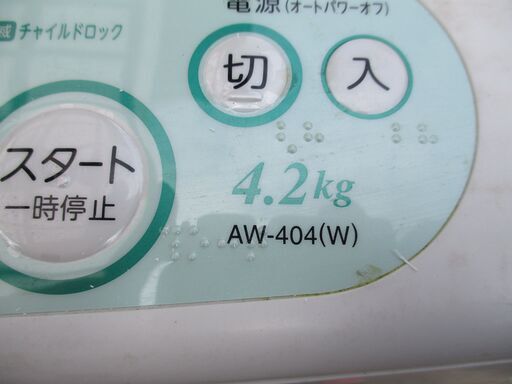 電源(オートパワーオフ)
チャイルドロック
切
入
スタート
一時停止
4.2kg
AW-404(W)